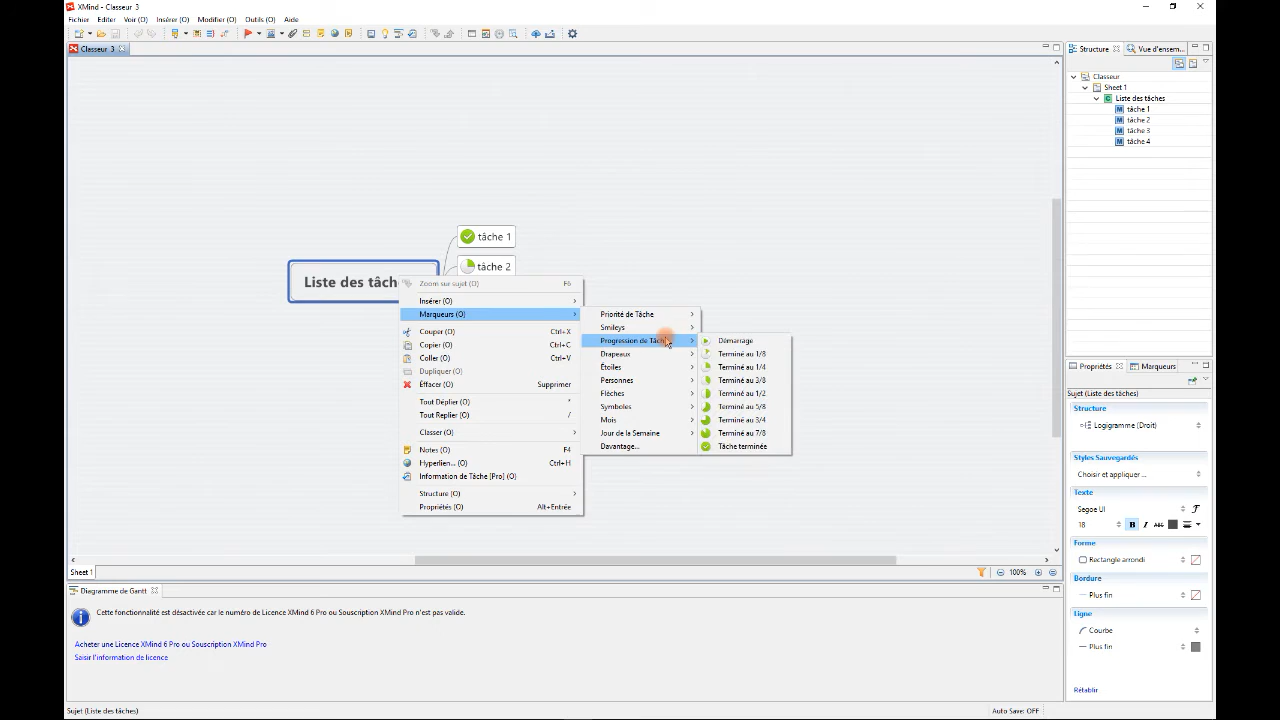 XMind - Classeur 3
Fichier Editer Voir (O) Insérer (O) Modifier (O) Outils (O) Aide
Classeur 3
Structure
Vue d'ensem...
Classeur
Sheet 1
Liste des tâches
tâche 1
tâche 2
tâche 3
tâche 4
tâche 1
tâche 2
Liste des tâch
Zoom sur sujet (O) F6
Insérer (O)
Marqueurs (O)
Couper (O) Ctrl+X
Copier (O) Ctrl+C
Coller (O) Ctrl+V
Dupliquer (O)
Effacer (O) Supprimer
Tout Déplier (O) *
Tout Replier (O) /
Classer (O)
Notes (O) F4
Hyperlien... (O) Ctrl+H
Information de Tâche [Pro] (O)
Structure (O)
Propriétés (O) Alt+Entrée
Priorité de Tâche
Smileys
Progression de Tâch
Drapeaux
Étoiles
Personnes
Flèches
Symboles
Mois
Jour de la Semaine
Davantage...
Démarrage
Terminé au 1/8
Terminé au 1/4
Terminé au 3/8
Terminé au 1/2
Terminé au 5/8
Terminé au 3/4
Terminé au 7/8
Tâche terminée
Propriétés
Marqueurs
Sujet (Liste des tâches)
Structure
Logigramme (Droit)
Styles Sauvegardés
Choisir et appliquer ...
Texte
Segoe UI
18 B I ABC
Forme
Rectangle arrondi
Bordure
Plus fin
Ligne
Courbe
Plus fin
Rétablir
Sheet 1
100%
Diagramme de Gantt
Cette fonctionnalité est désactivée car le numéro de Licence XMind 6 Pro ou Souscription XMind Pro n'est pas valide.
Acheter une Licence XMind 6 Pro ou Souscription XMind Pro
Saisir l'information de licence
Sujet (Liste des tâches)
Auto Save: OFF